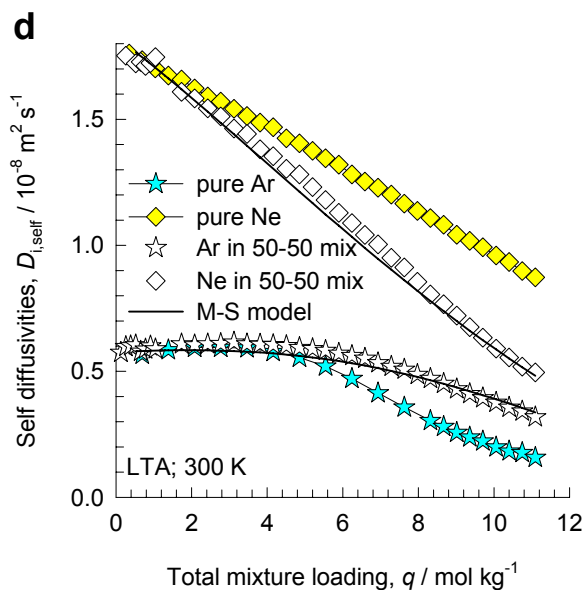 d
Self diffusivities, D_i,self / 10^-8 m^2 s^-1
1.5
1.0
0.5
0.0
pure Ar
pure Ne
Ar in 50-50 mix
Ne in 50-50 mix
M-S model
LTA; 300 K
0 2 4 6 8 10 12
Total mixture loading, q / mol kg^-1